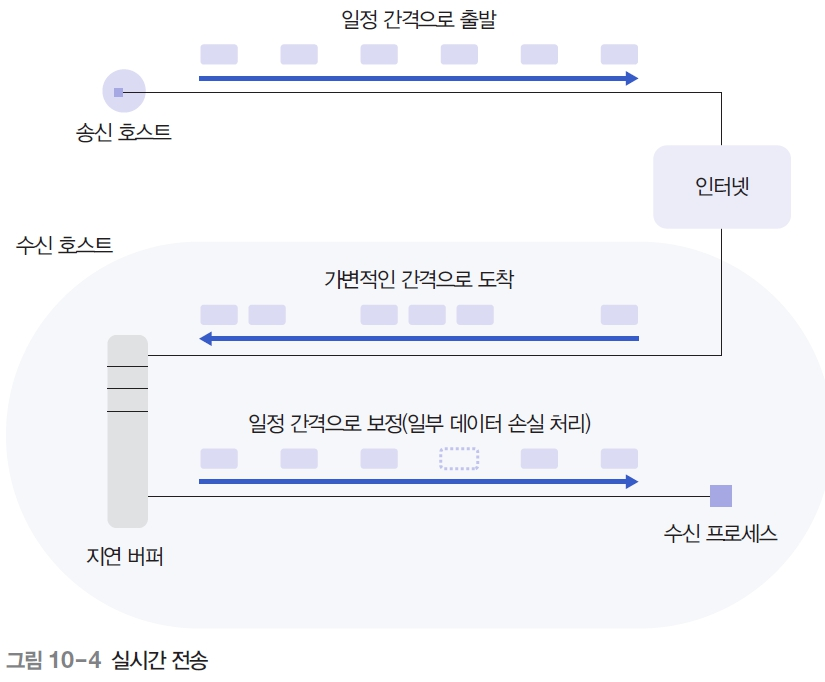 일정 간격으로 출발
송신 호스트
인터넷
수신 호스트
가변적인 간격으로 도착
일정 간격으로 보정(일부 데이터 손실 처리)
수신 프로세스
지연 버퍼
그림 10-4 실시간 전송